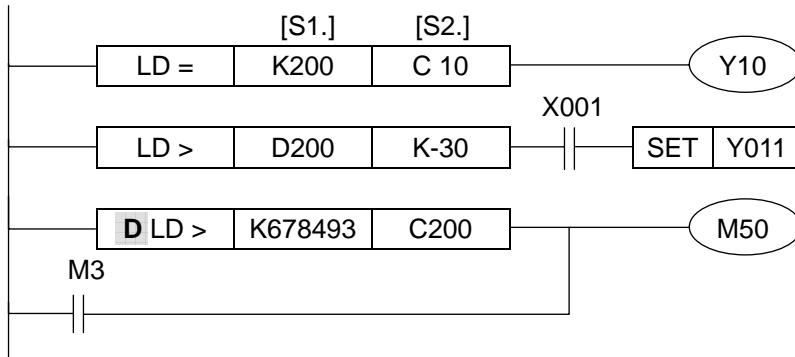 [S1.] [S2.]
LD = K200 C 10 Y10
X001
LD > D200 K-30 SET Y011
D LD > K678493 C200 M50
M3